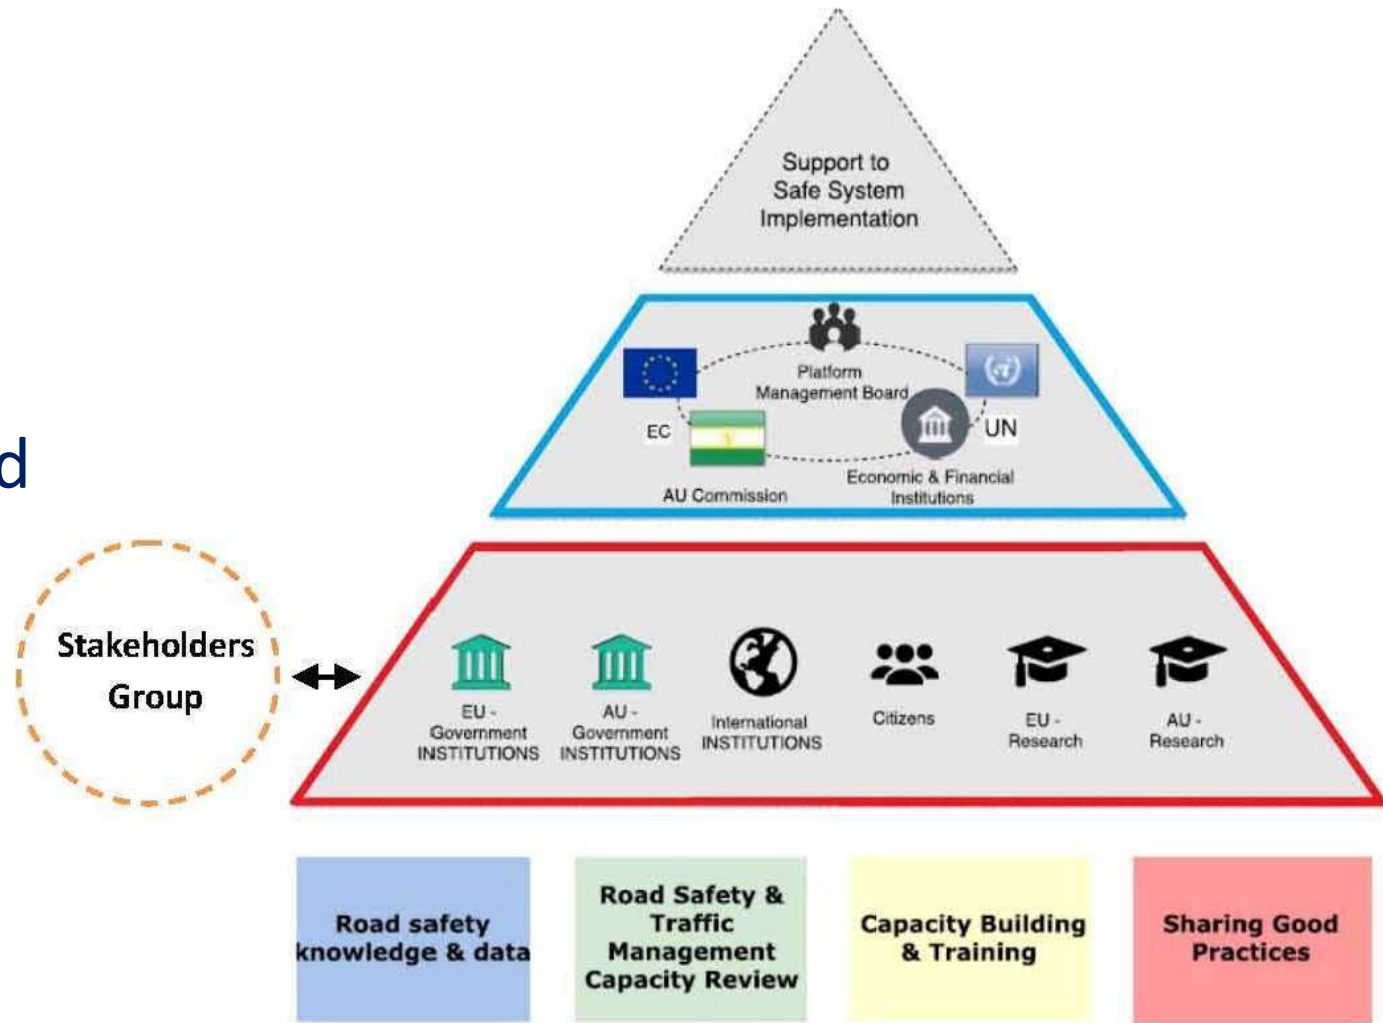 Support to
Safe System
Implementation
Platform
Management Board
EC
UN
AU Commission
Economic & Financial
Institutions
d
Stakeholders
Group
EU -
Government
INSTITUTIONS
AU -
Government
INSTITUTIONS
International
INSTITUTIONS
Citizens
EU -
Research
AU -
Research
Road safety
knowledge & data
Road Safety &
Traffic
Management
Capacity Review
Capacity Building
& Training
Sharing Good
Practices